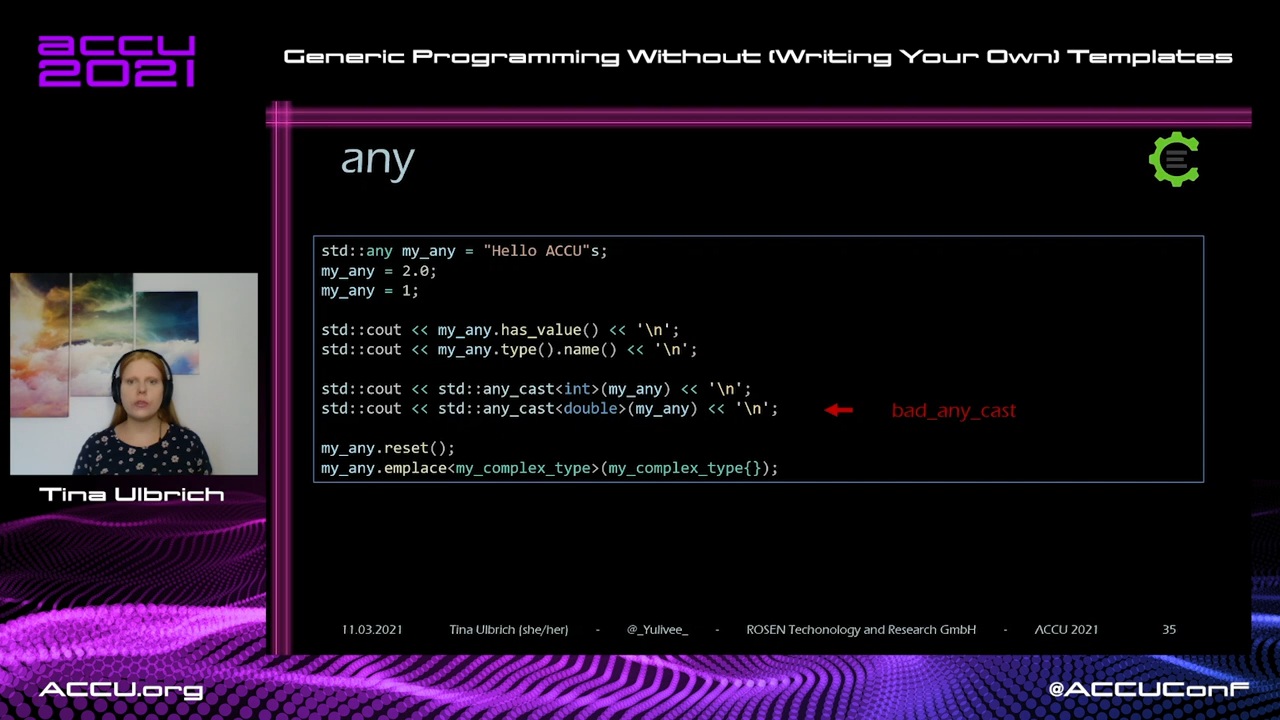 accu
2021
Generic Programming Without (Writing Your Own) Templates
any
std::any my_any = "Hello ACCU"s;
my_any = 2.0;
my_any = 1;
std::cout << my_any.has_value() << '\n';
std::cout << my_any.type().name() << '\n';
std::cout << std::any_cast<int>(my_any) << '\n';
std::cout << std::any_cast<double>(my_any) << '\n';
bad_any_cast
my_any.reset();
my_any.emplace<my_complex_type>(my_complex_type{});
Tina Ulbrich
11.03.2021 Tina Ulbrich (she/her) - @_Yulivee_ - ROSEN Techonology and Research GmbH - ACCU 2021 35
ACCU.org
@ACCUConf